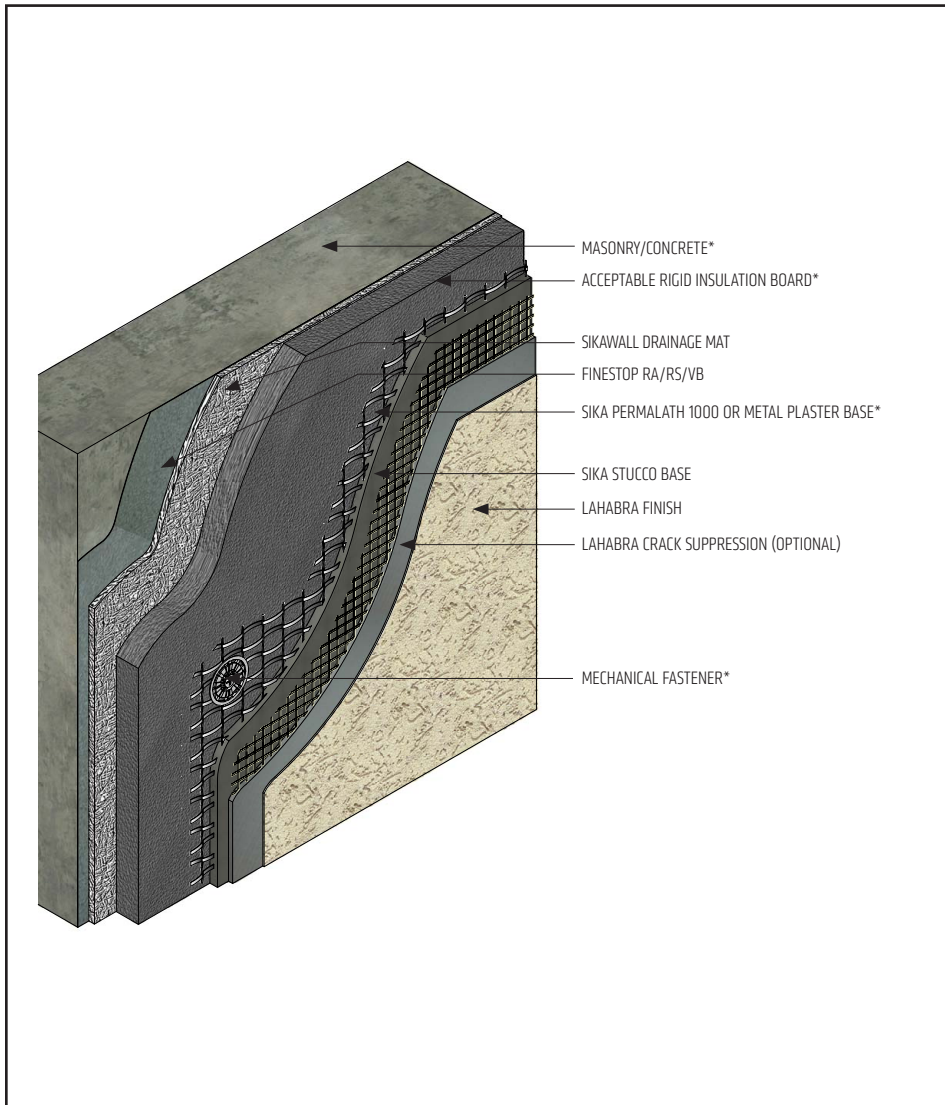 MASONRY/CONCRETE*
ACCEPTABLE RIGID INSULATION BOARD*
SIKAWALL DRAINAGE MAT
FINESTOP RA/RS/VB
SIKA PERMALATH 1000 OR METAL PLASTER BASE*
SIKA STUCCO BASE
LAHABRA FINISH
LAHABRA CRACK SUPPRESSION (OPTIONAL)
MECHANICAL FASTENER*